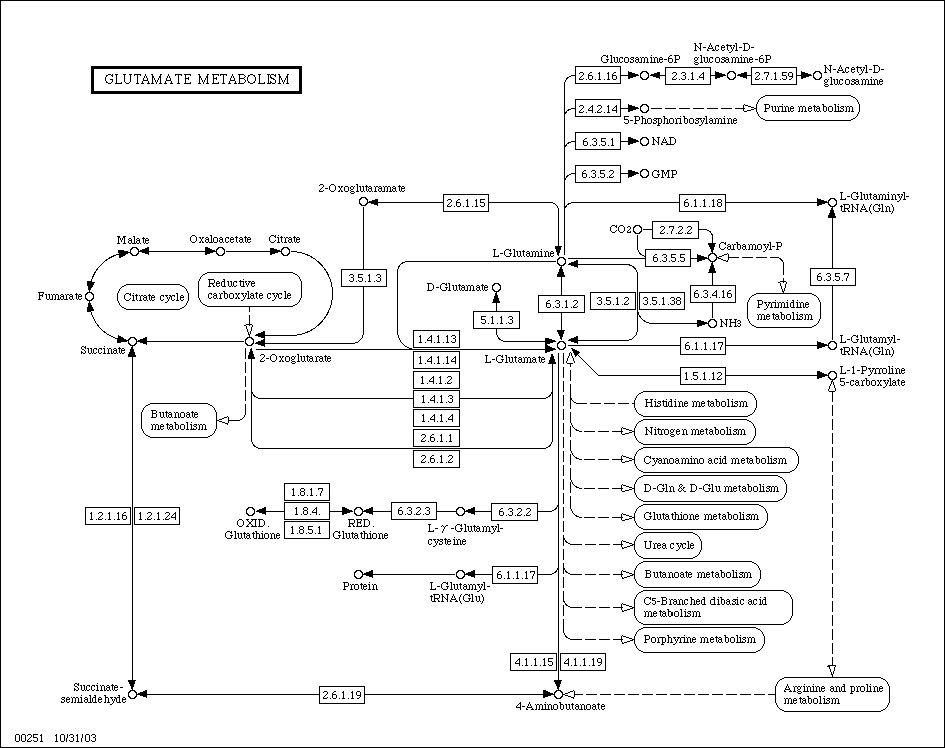 GLUTAMATE METABOLISM
N-Acetyl-D-
glucosamine-6P
Glucosamine-6P
2.6.1.16
2.3.1.4
2.7.1.59
N-Acetyl-D-
glucosamine
2.4.2.14
5-Phosphoribosylamine
Purine metabolism
6.3.5.1
NAD
6.3.5.2
GMP
2-Oxoglutaramate
2.6.1.15
6.1.1.18
L-Glutaminyl-
tRNA(Gln)
CO2
2.7.2.2
Carbamoyl-P
6.3.5.5
Malate
Oxaloacetate
Citrate
L-Glutamine
3.5.1.3
6.3.5.7
Fumarate
Citrate cycle
Reductive
carboxylate cycle
D-Glutamate
6.3.1.2
3.5.1.2
3.5.1.38
6.3.4.16
Pyrimidine
metabolism
5.1.1.3
NH3
Succinate
2-Oxoglutarate
1.4.1.13
1.4.1.14
1.4.1.2
1.4.1.3
1.4.1.4
2.6.1.1
2.6.1.2
L-Glutamate
6.1.1.17
L-Glutamyl-
tRNA(Gln)
1.5.1.12
L-1-Pyrroline
5-carboxylate
Butanoate
metabolism
Histidine metabolism
Nitrogen metabolism
Cyanoamino acid metabolism
D-Gln & D-Glu metabolism
Glutathione metabolism
Urea cycle
Butanoate metabolism
C5-Branched dibasic acid
metabolism
Porphyrine metabolism
1.2.1.16
1.2.1.24
OXID.
Glutathione
1.8.1.7
1.8.4.
1.8.5.1
RED.
Glutathione
6.3.2.3
L-γ-Glutamyl-
cysteine
6.3.2.2
Protein
L-Glutamyl-
tRNA(Glu)
6.1.1.17
4.1.1.15
4.1.1.19
Succinate-
semialdehyde
2.6.1.19
4-Aminobutanoate
Arginine and proline
metabolism
00251 10/31/03